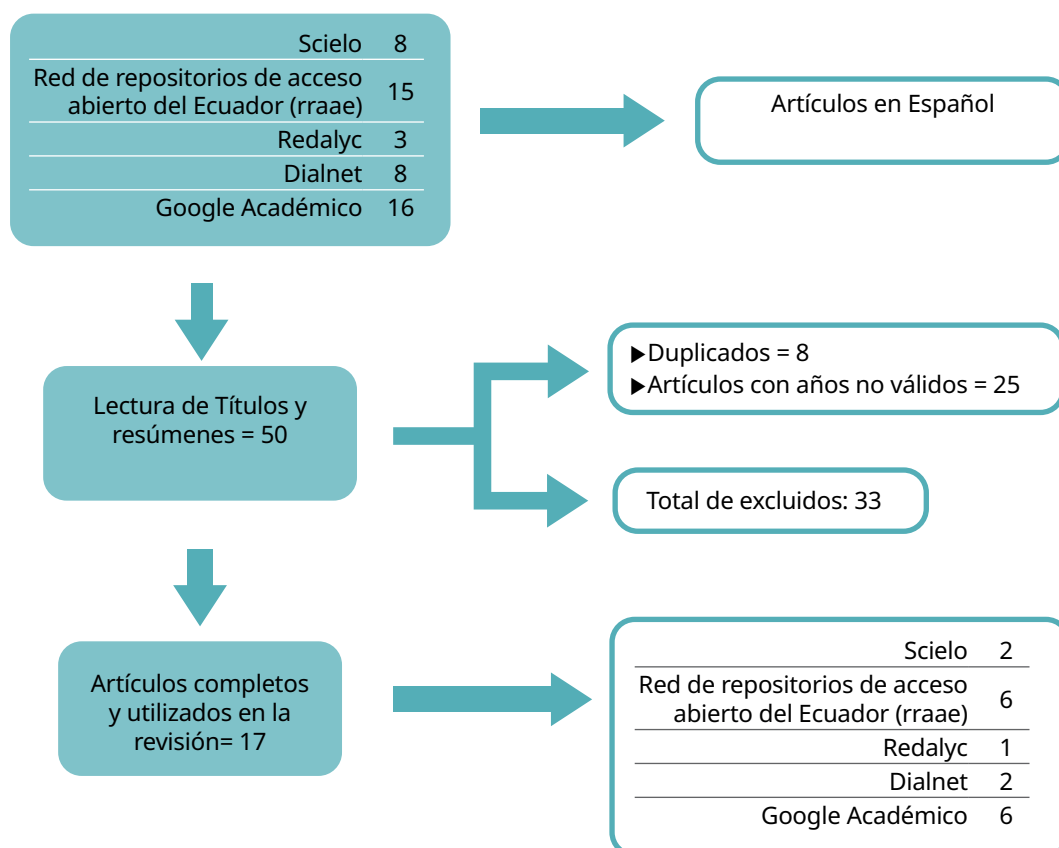 Scielo 8
Red de repositorios de acceso
abierto del Ecuador (rraae) 15
Redalyc 3
Dialnet 8
Google Académico 16
Artículos en Español
Lectura de Títulos y
resúmenes = 50
▶Duplicados = 8
▶Artículos con años no válidos = 25
Total de excluidos: 33
Artículos completos
y utilizados en la
revisión= 17
Scielo 2
Red de repositorios de acceso
abierto del Ecuador (rraae) 6
Redalyc 1
Dialnet 2
Google Académico 6